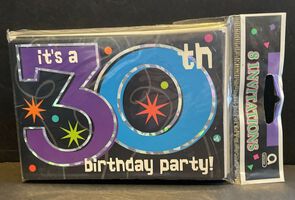 it's a
30th
birthday party!
8 INVITATIONS